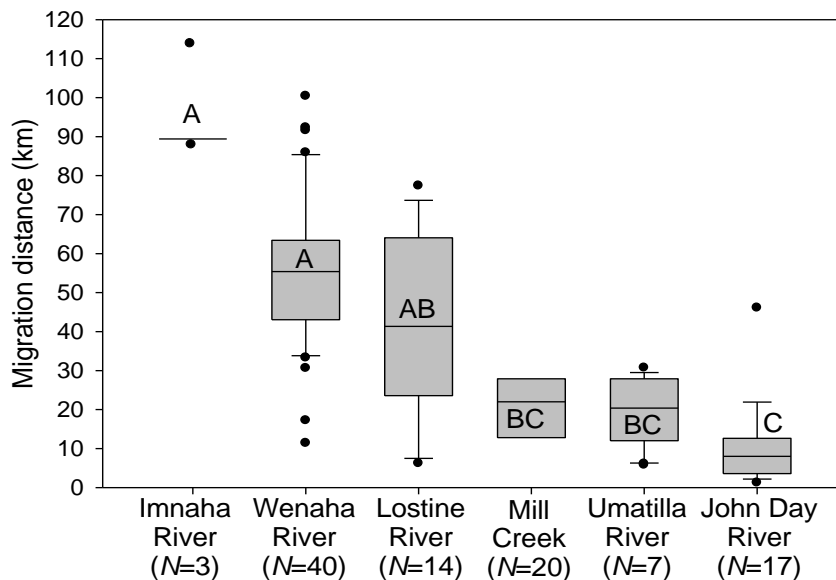 Migration distance (km)
120
110
100
90
80
70
60
50
40
30
20
10
0
A
A
AB
BC
BC
C
Imnaha
River
(N=3)
Wenaha
River
(N=40)
Lostine
River
(N=14)
Mill
Creek
(N=20)
Umatilla
River
(N=7)
John Day
River
(N=17)